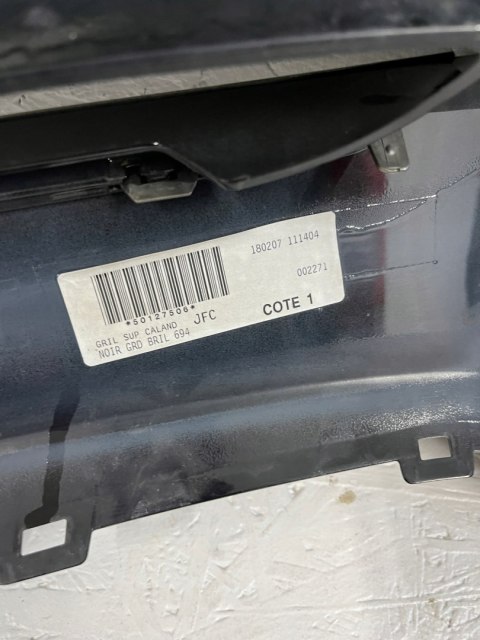 180207 111404
002271
*50127506*
JFC
COTE 1
GRIL SUP CALAND
NOIR GRD BRIL 694